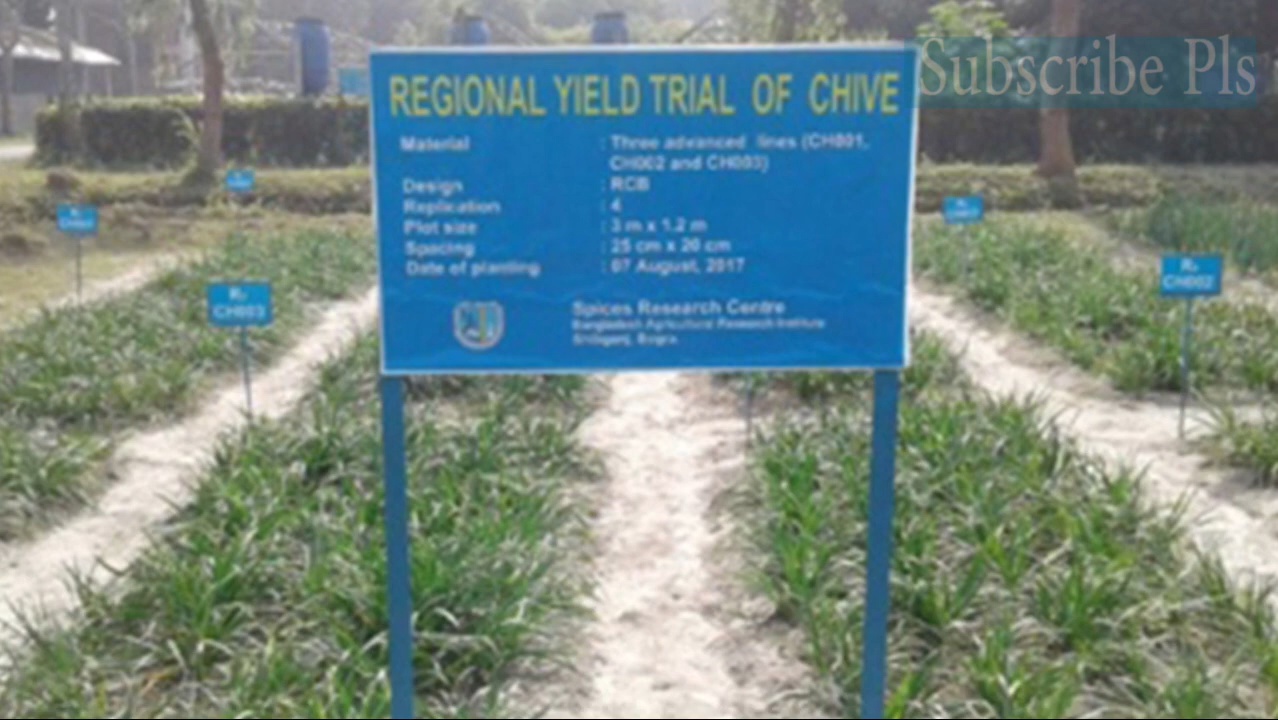 Subscribe Pls
REGIONAL YIELD TRIAL OF CHIVE
Material : Three advanced lines (CH001,
CH002 and CH003)
Design : RCB
Replication : 4
Plot size : 3 m x 1.2 m
Spacing : 25 cm x 20 cm
Date of planting : 07 August, 2017
Spices Research Centre
Bangladesh Agricultural Research Institute
Shibganj, Bogra
CH003
CH002